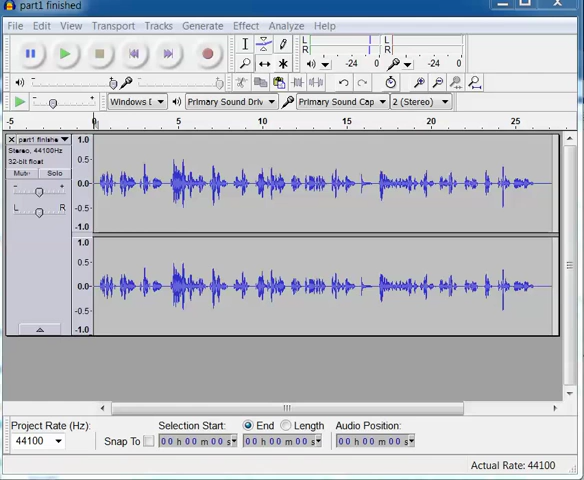 part1 finished
File Edit View Transport Tracks Generate Effect Analyze Help
L
R
-24 0
L
R
-24 0
Windows D Primary Sound Driv Primary Sound Cap 2 (Stereo)
-5 0 5 10 15 20 25
part1 finishe
Stereo, 44100Hz
32-bit float
Mute Solo
- +
L R
1.0
0.5
0.0
-0.5
-1.0
1.0
0.5
0.0
-0.5
-1.0
Project Rate (Hz): Selection Start: End Length Audio Position:
44100 Snap To 00 h 00 m 00 s 00 h 00 m 00 s 00 h 00 m 00 s
Actual Rate: 44100